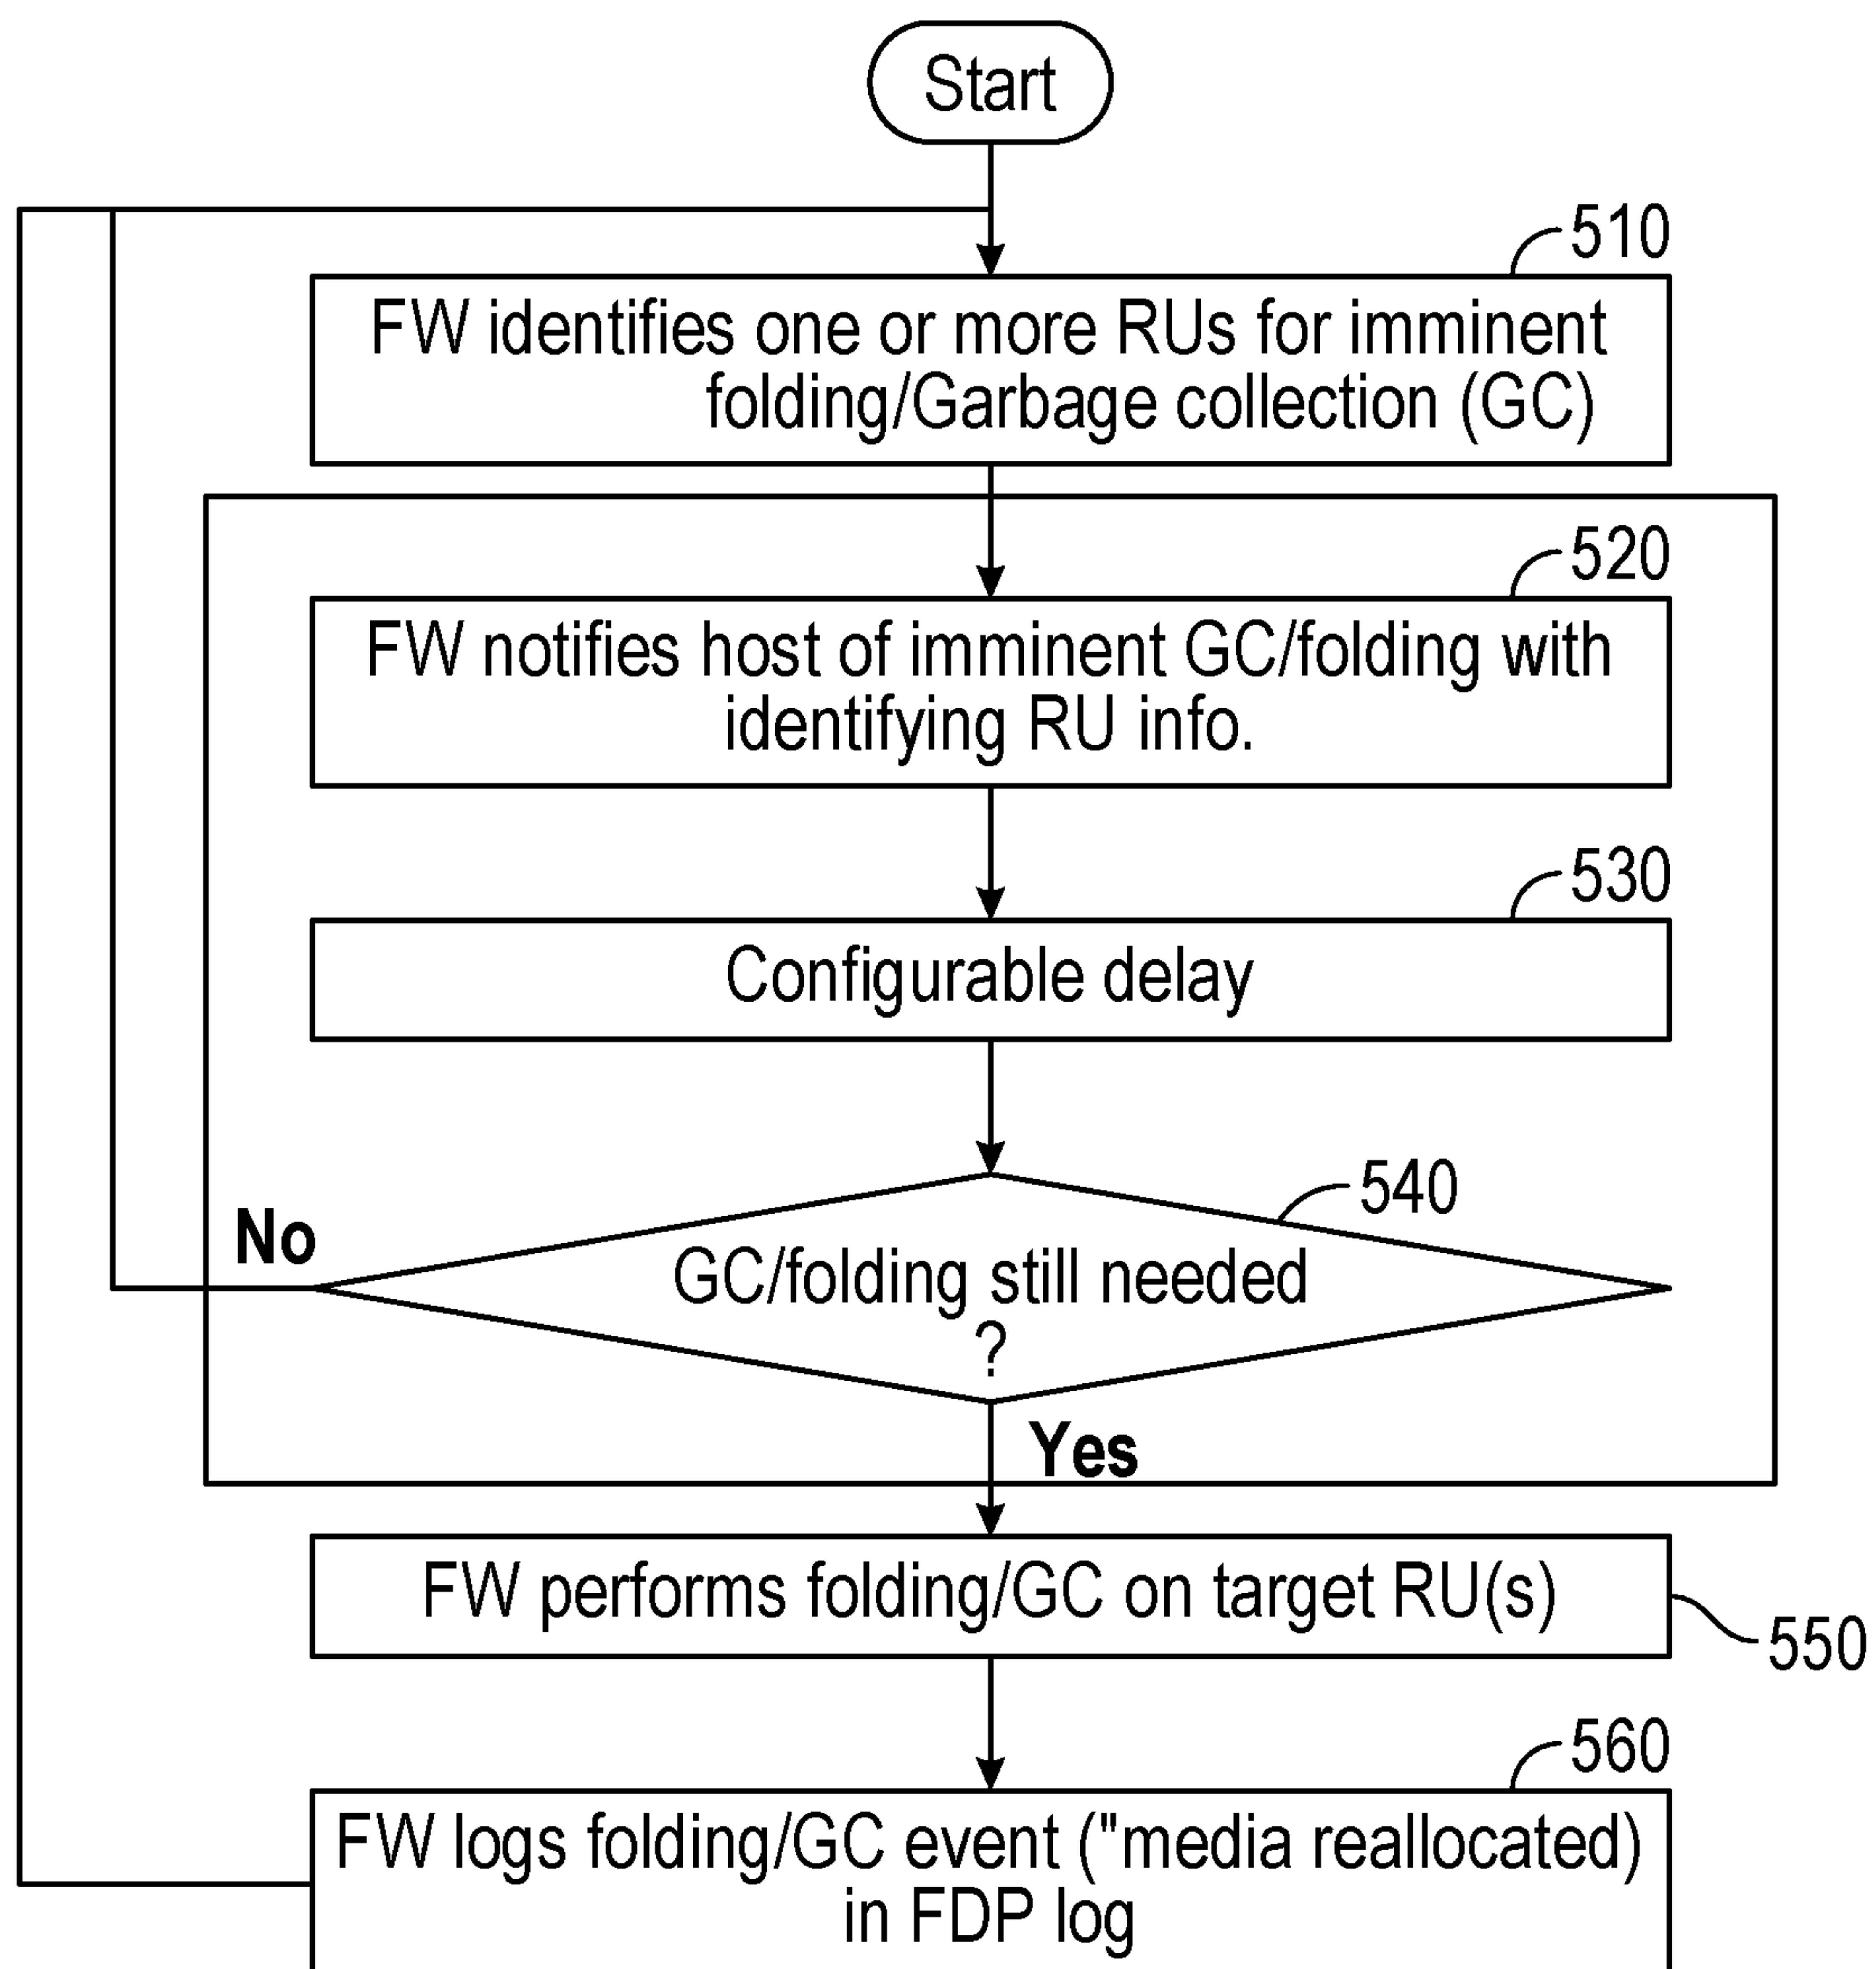 Start
510
FW identifies one or more RUs for imminent
folding/Garbage collection (GC)
520
FW notifies host of imminent GC/folding with
identifying RU info.
530
Configurable delay
540
No
GC/folding still needed
?
Yes
FW performs folding/GC on target RU(s)
550
560
FW logs folding/GC event ("media reallocated)
in FDP log